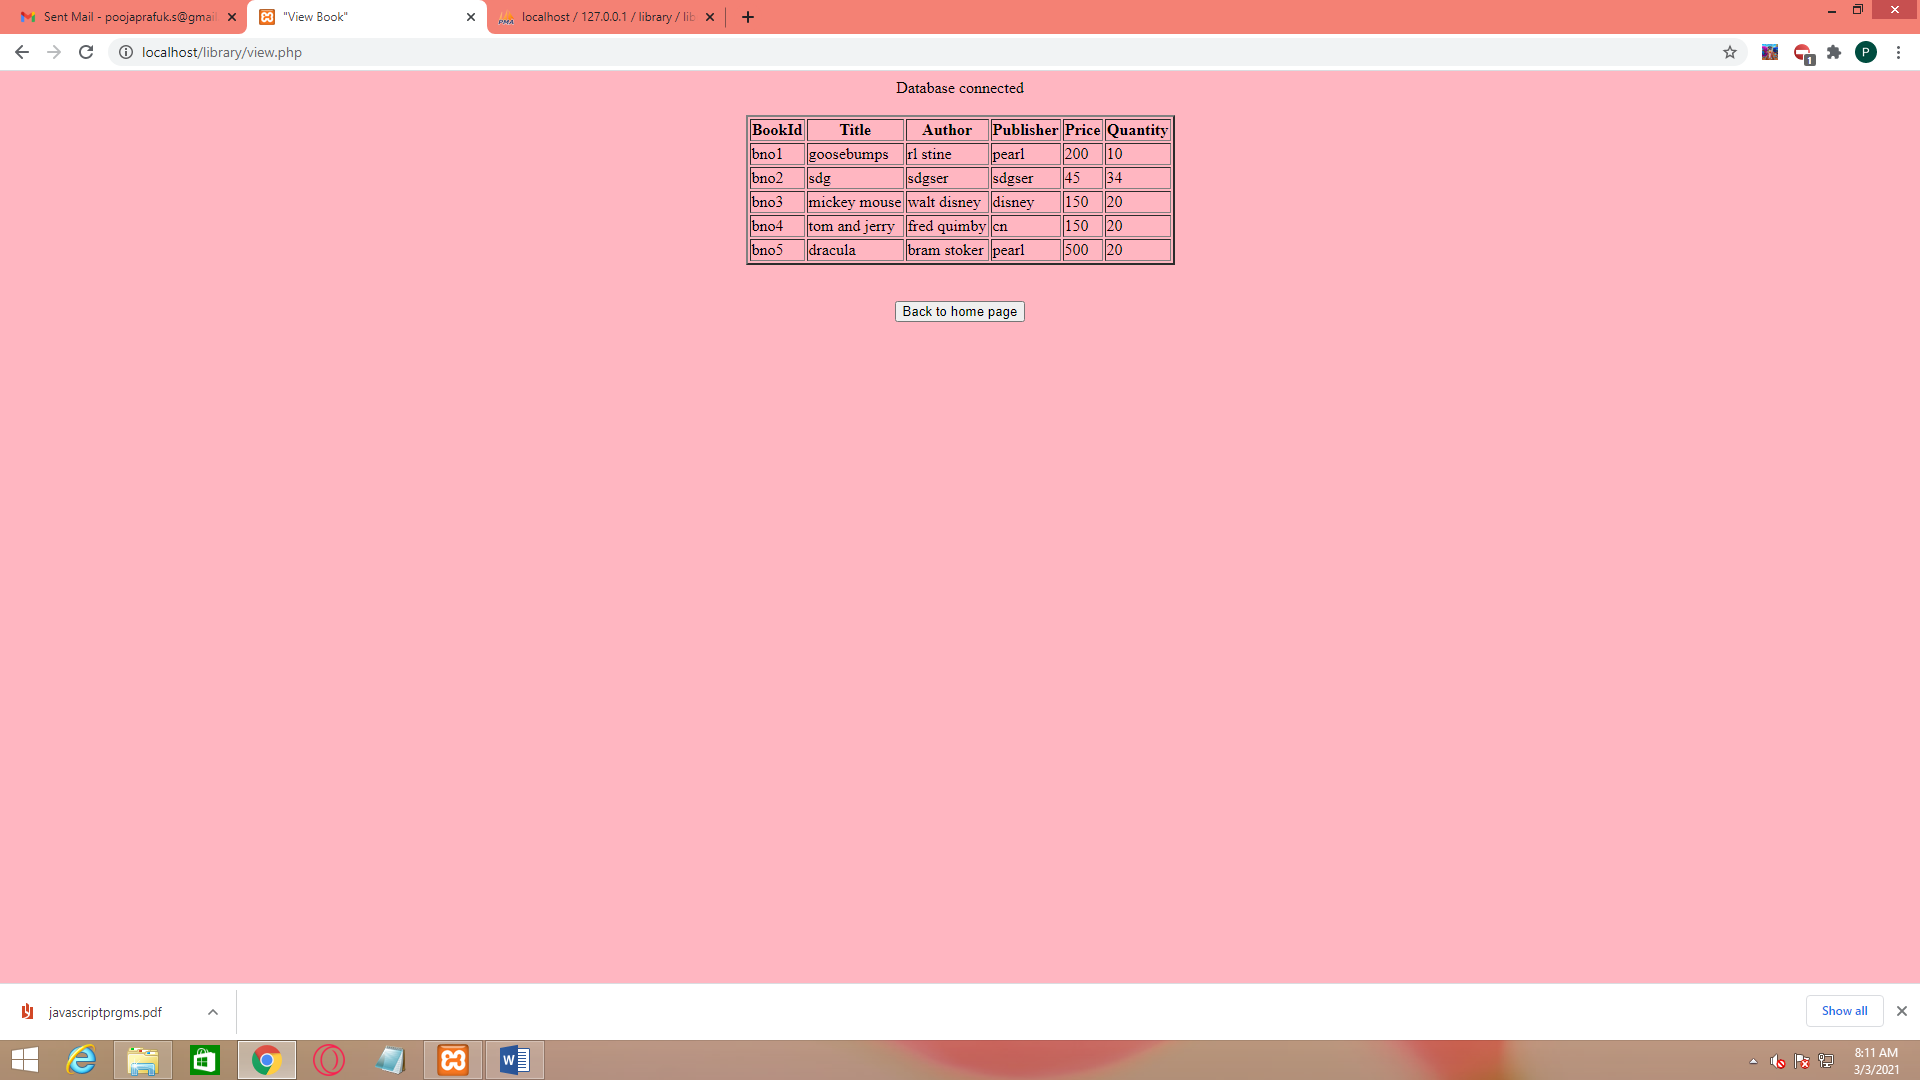 Sent Mail - poojaprafuk.s@gmail "View Book" localhost / 127.0.0.1 / library / lib
localhost/library/view.php
P
1
Database connected
BookId Title Author Publisher Price Quantity
bno1 goosebumps rl stine pearl 200 10
bno2 sdg sdgser sdgser 45 34
bno3 mickey mouse walt disney disney 150 20
bno4 tom and jerry fred quimby cn 150 20
bno5 dracula bram stoker pearl 500 20
Back to home page
javascriptprgms.pdf Show all
8:11 AM
3/3/2021